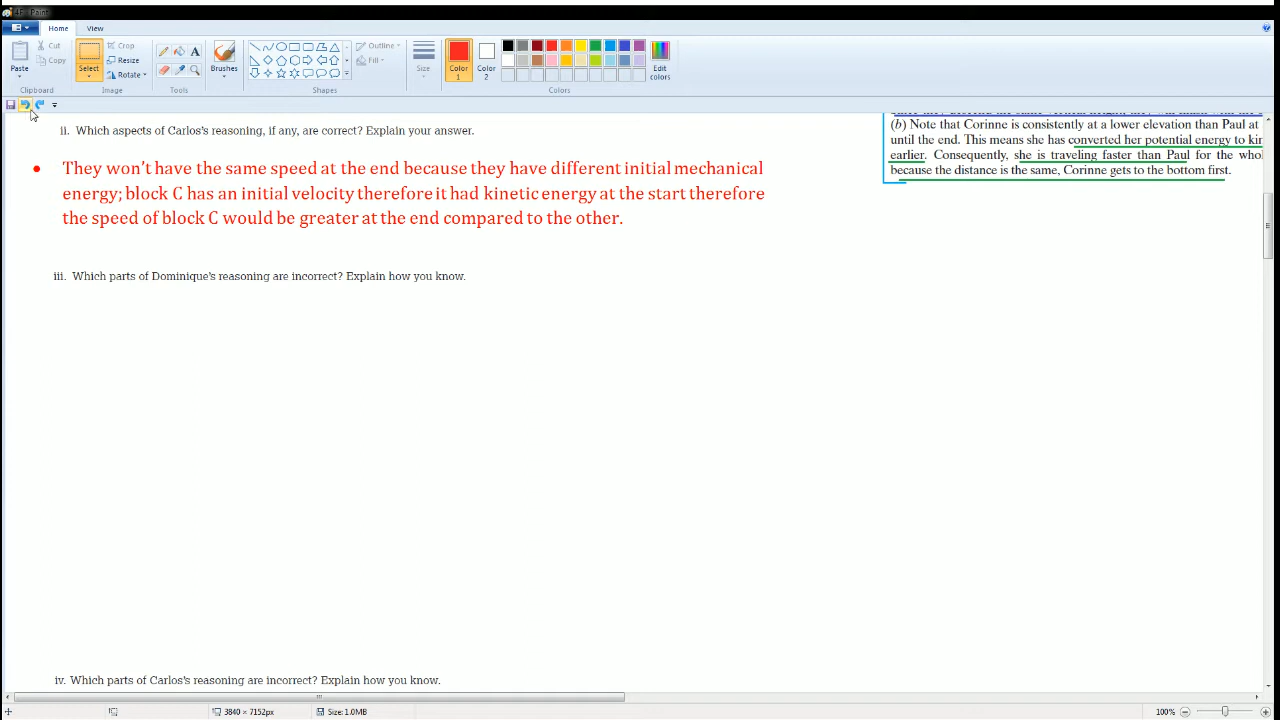 4E - Paint
Home
View
Paste
Cut
Copy
Clipboard
Select
Crop
Resize
Rotate
Image
A
Tools
Brushes
Outline
Fill
Shapes
Size
Color
1
Color
2
Edit
colors
Colors
ii. Which aspects of Carlos's reasoning, if any, are correct? Explain your answer.
• They won't have the same speed at the end because they have different initial mechanical
energy; block C has an initial velocity therefore it had kinetic energy at the start therefore
the speed of block C would be greater at the end compared to the other.
iii. Which parts of Dominique's reasoning are incorrect? Explain how you know.
iv. Which parts of Carlos's reasoning are incorrect? Explain how you know.
(b) Note that Corinne is consistently at a lower elevation than Paul at
until the end. This means she has converted her potential energy to kin
earlier. Consequently, she is traveling faster than Paul for the whol
because the distance is the same, Corinne gets to the bottom first.
3840 × 7152px
Size: 1.0MB
100%